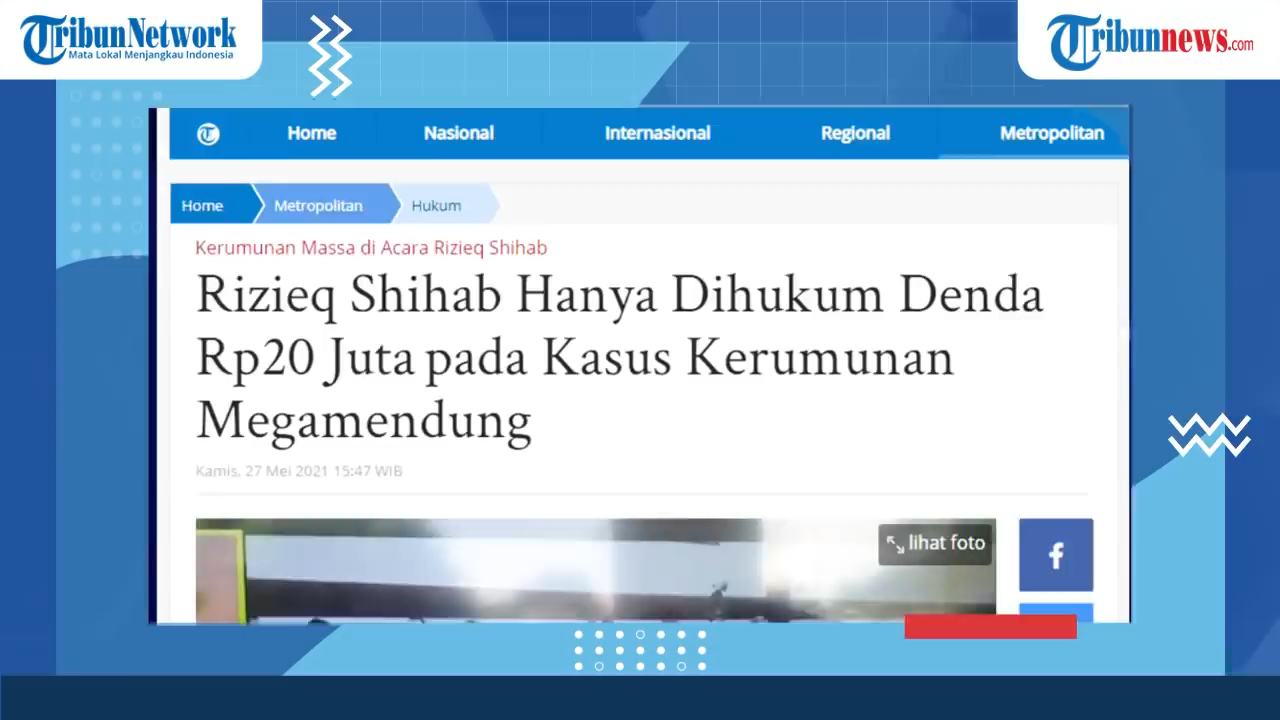 TribunNetwork
Mata Lokal Menjangkau Indonesia
Tribunnews.com
Home Nasional Internasional Regional Metropolitan
Home Metropolitan Hukum
Kerumunan Massa di Acara Rizieq Shihab
Rizieq Shihab Hanya Dihukum Denda
Rp20 Juta pada Kasus Kerumunan
Megamendung
Kamis, 27 Mei 2021 15:47 WIB
lihat foto